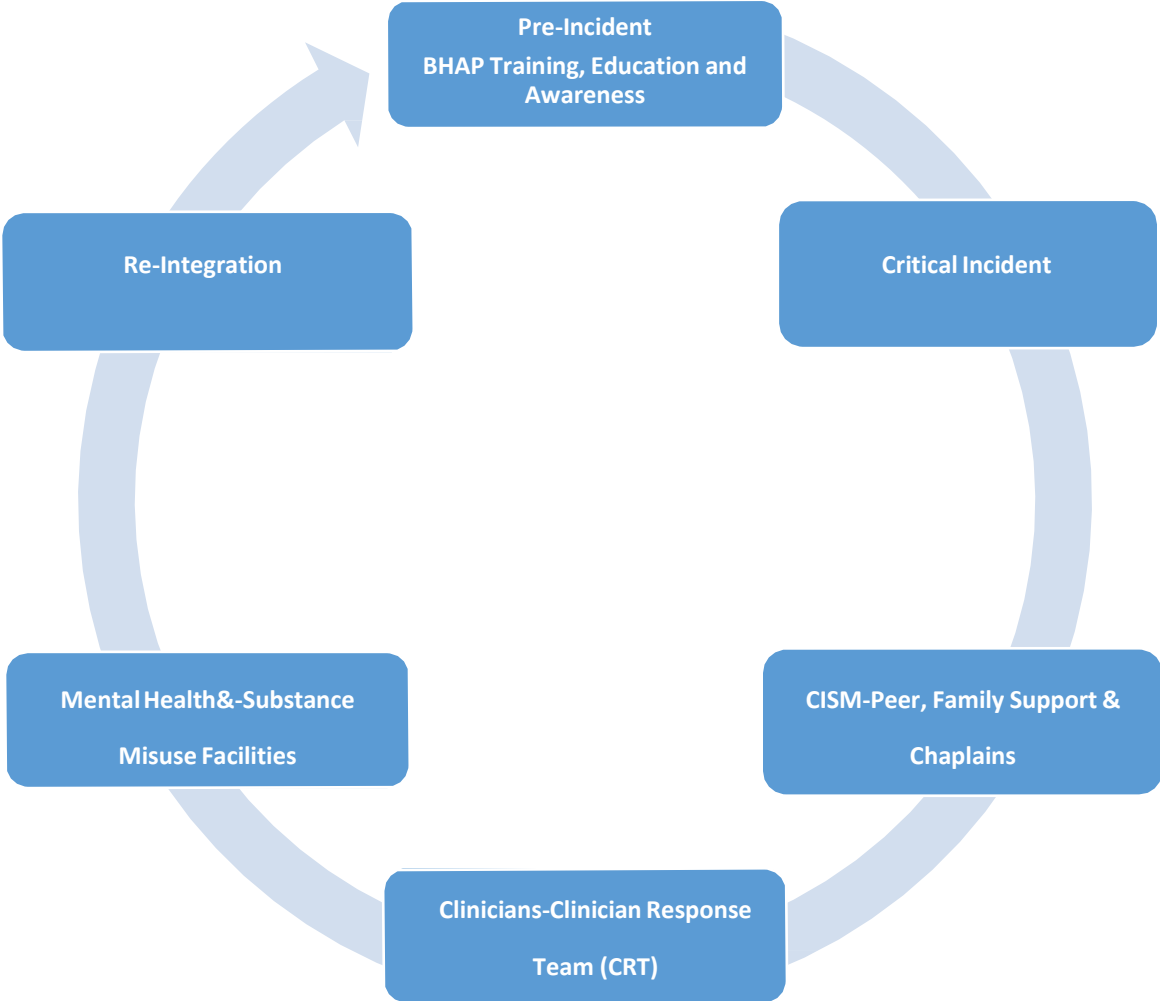 Pre-Incident
BHAP Training, Education and
Awareness
Critical Incident
CISM-Peer, Family Support &
Chaplains
Clinicians-Clinician Response
Team (CRT)
Mental Health&-Substance
Misuse Facilities
Re-Integration